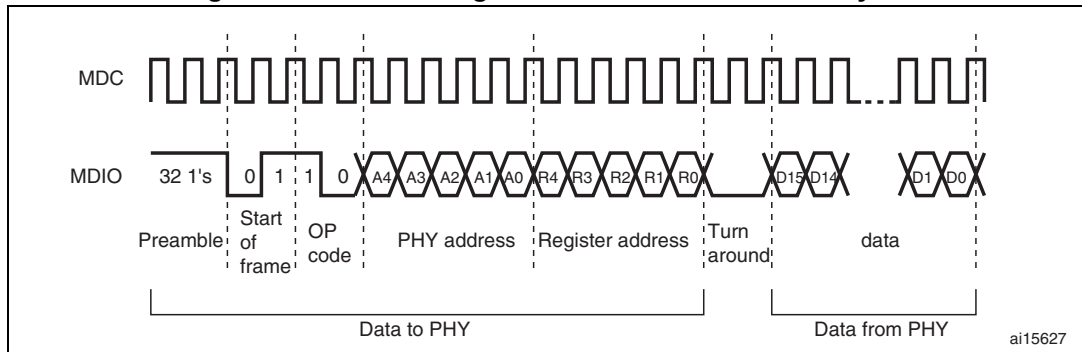 MDC
MDIO 32 1's 0 1 1 0 A4 A3 A2 A1 A0 R4 R3 R2 R1 R0 D15 D14 D1 D0
Preamble
Start
of
frame
OP
code
PHY address
Register address
Turn
around
data
Data to PHY
Data from PHY
ai15627